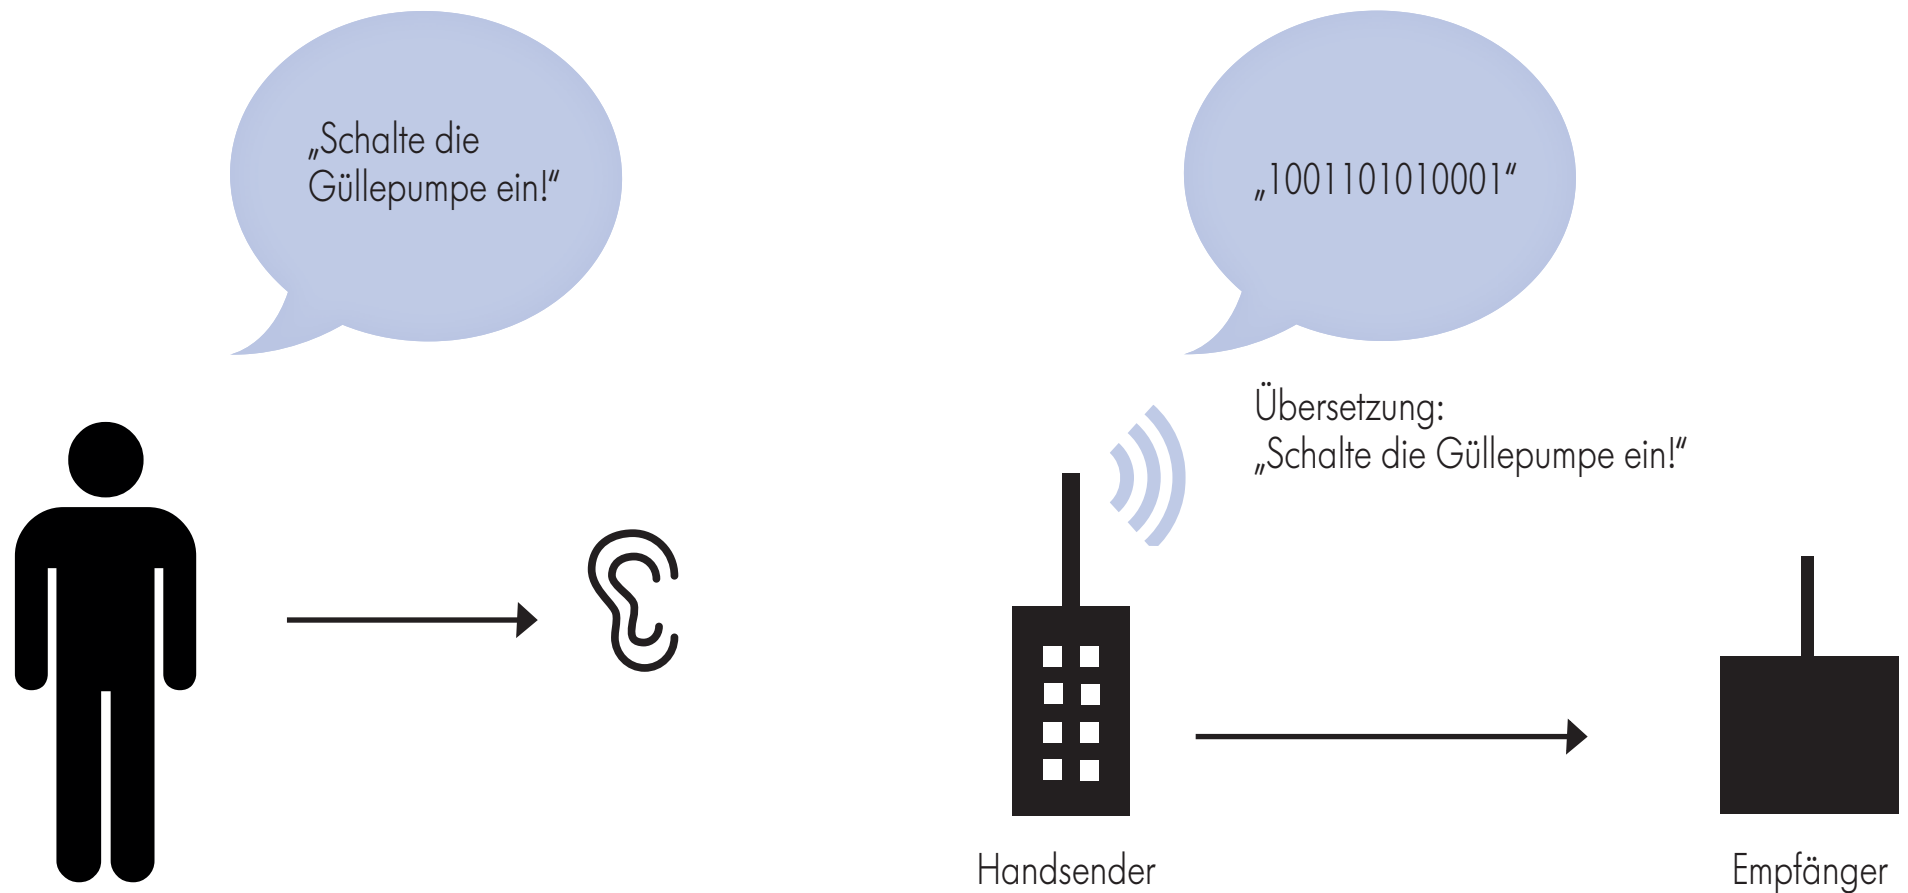 „Schalte die
Güllepumpe ein!“
„1001101010001“
Übersetzung:
„Schalte die Güllepumpe ein!“
Handsender
Empfänger